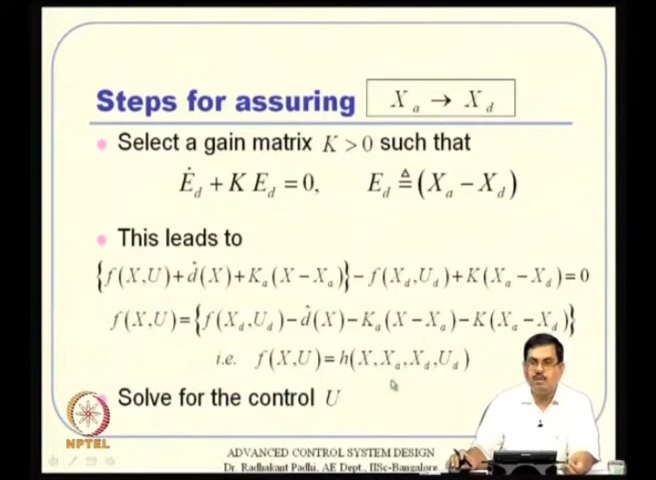 Steps for assuring X_a → X_d
• Select a gain matrix K > 0 such that
Ė_d + K E_d = 0, E_d ≜ (X_a − X_d)
• This leads to
{f(X,U) + d̂(X) + K_a(X − X_a)} − f(X_d,U_d) + K(X_a − X_d) = 0
f(X,U) = {f(X_d,U_d) − d̂(X) − K_a(X − X_a) − K(X_a − X_d)}
i.e. f(X,U) = h(X, X_a, X_d, U_d)
Solve for the control U
NPTEL
ADVANCED CONTROL SYSTEM DESIGN
Dr. Radhakant Padhi, AE Dept., IISc-Bangalore